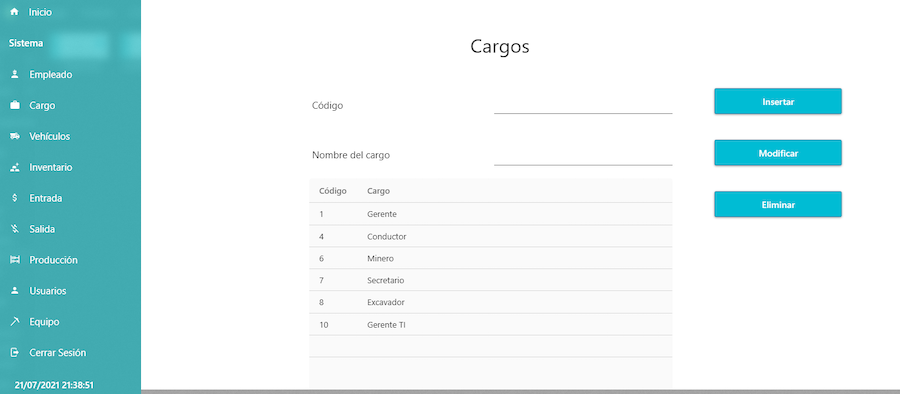 Inicio
Sistema
Empleado
Cargo
Vehículos
Inventario
Entrada
Salida
Producción
Usuarios
Equipo
Cerrar Sesión
21/07/2021 21:38:51
Cargos
Código
Nombre del cargo
Insertar
Modificar
Eliminar
Código Cargo
1 Gerente
4 Conductor
6 Minero
7 Secretario
8 Excavador
10 Gerente TI